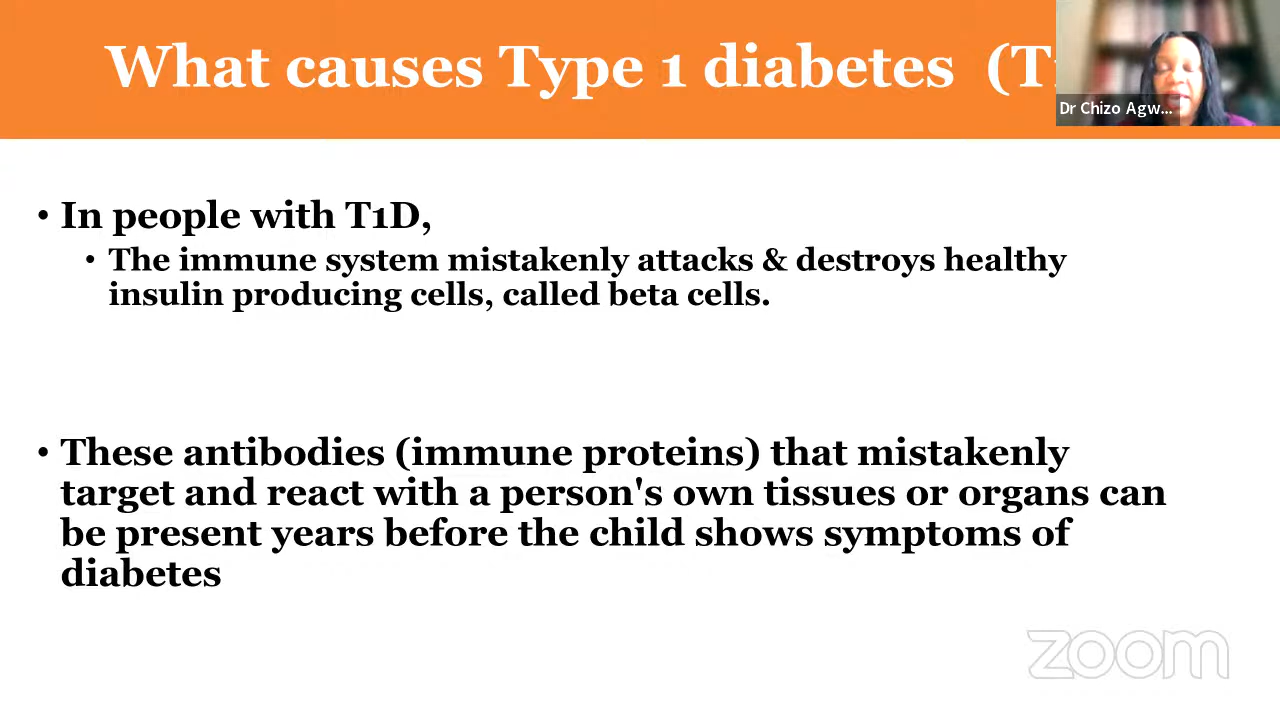 What causes Type 1 diabetes (T1
Dr Chizo Agw...
• In people with T1D,
• The immune system mistakenly attacks & destroys healthy
insulin producing cells, called beta cells.
• These antibodies (immune proteins) that mistakenly
target and react with a person's own tissues or organs can
be present years before the child shows symptoms of
diabetes
zoom